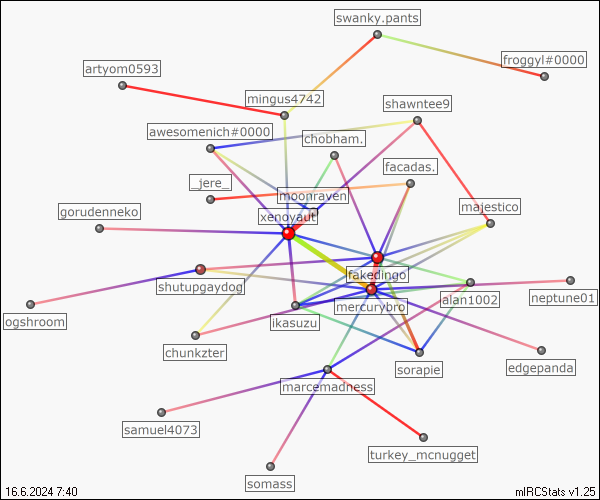 swanky.pants
froggyl#0000
artyom0593
mingus4742
shawntee9
awesomenich#0000
chobham.
facadas.
_jere_
moonraven
gorudenneko
xenoyaut
majestico
fakedingo
shutupgaydog
mercurybro
alan1002
neptune01
ogshroom
ikasuzu
chunkzter
sorapie
edgepanda
marcemadness
samuel4073
turkey_mcnugget
somass
16.6.2024 7:40
mIRCStats v1.25